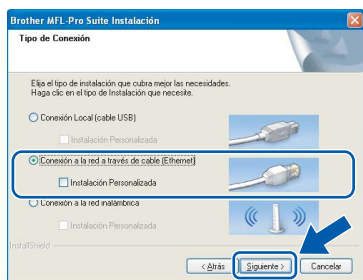 Brother MFL-Pro Suite Instalación
Tipo de Conexión
Elija el tipo de instalación que cubra mejor las necesidades.
Haga clic en el tipo de Instalación que necesite.
Conexión Local (cable USB)
Instalación Personalizada
Conexión a la red a través de cable (Ethernet)
Instalación Personalizada
Conexión a la red inalámbrica
Instalación Personalizada
InstallShield
< Atrás
Siguiente >
Cancelar